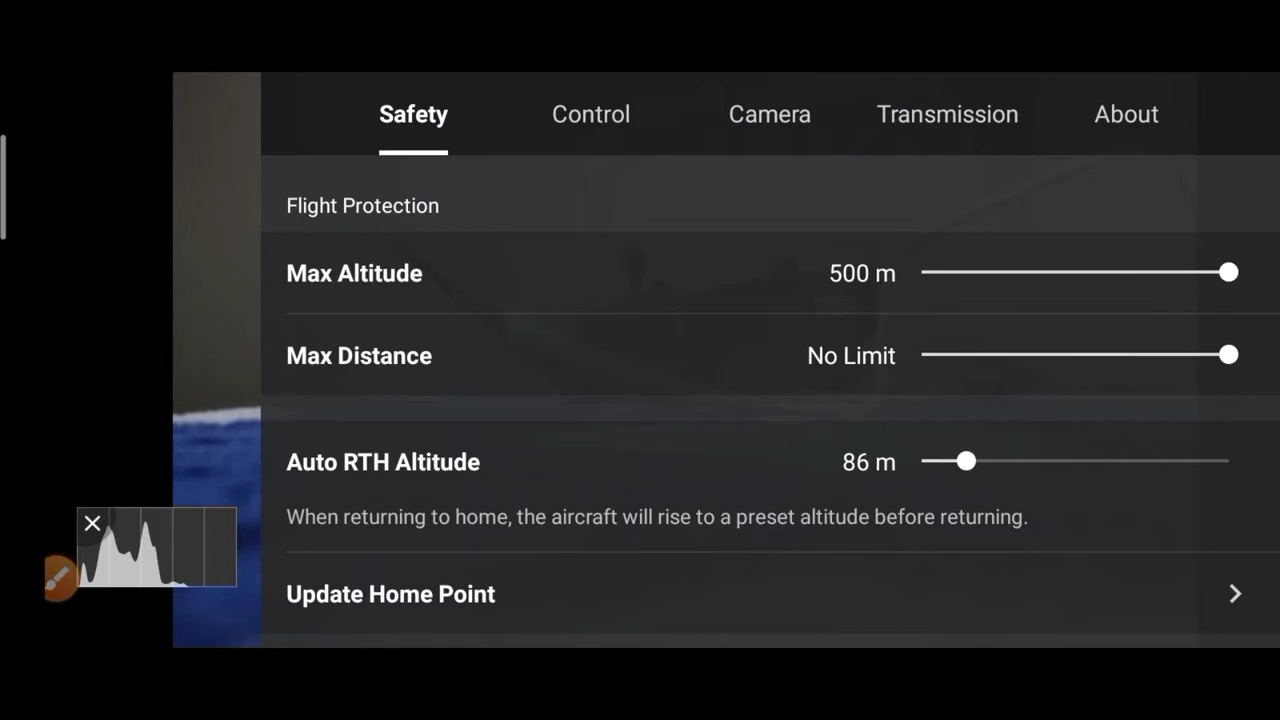 Safety Control Camera Transmission About
Flight Protection
Max Altitude 500 m
Max Distance No Limit
Auto RTH Altitude 86 m
When returning to home, the aircraft will rise to a preset altitude before returning.
Update Home Point